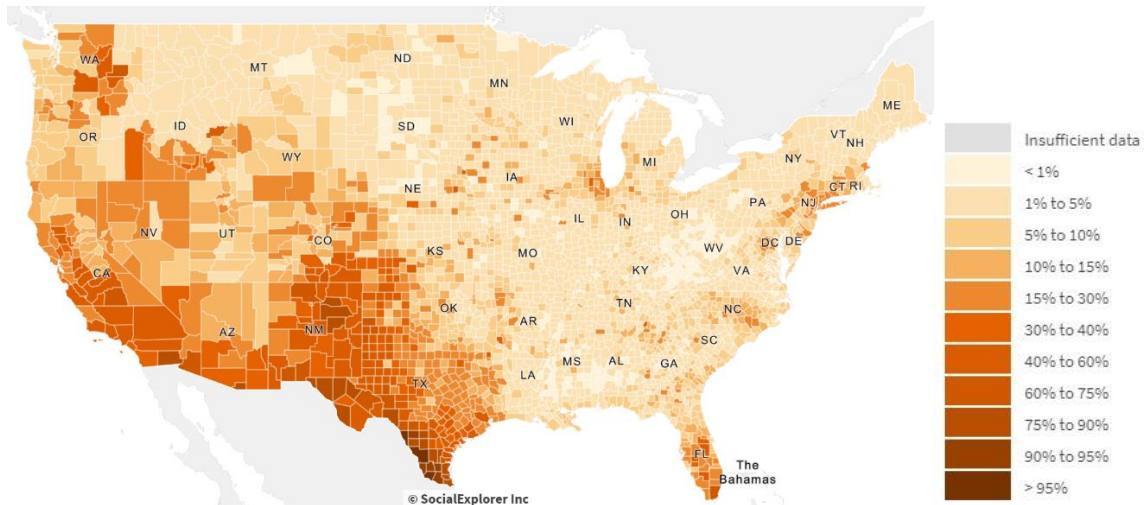 WA
MT
ND
MN
ME
OR
ID
SD
WI
VT
NH
WY
MI
NY
NE
IA
CT
RI
NV
UT
CO
IL
IN
OH
PA
NJ
CA
KS
MO
WV
DC
DE
KY
VA
AZ
NM
OK
AR
TN
NC
SC
TX
LA
MS
AL
GA
FL
The
Bahamas
© SocialExplorer Inc
Insufficient data
< 1%
1% to 5%
5% to 10%
10% to 15%
15% to 30%
30% to 40%
40% to 60%
60% to 75%
75% to 90%
90% to 95%
> 95%